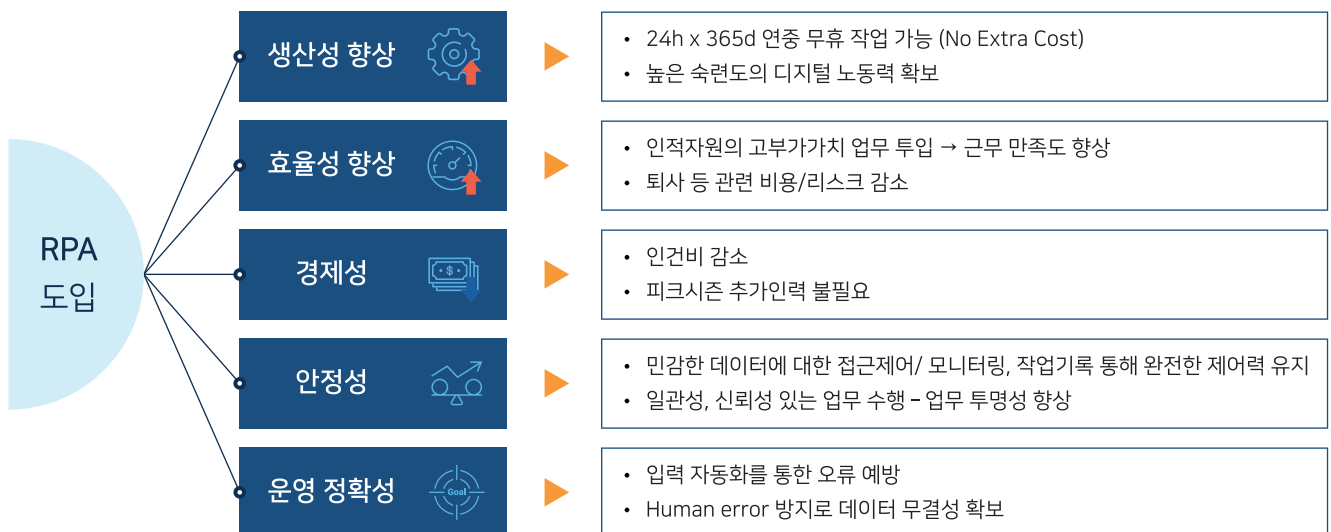 RPA
도입
생산성 향상
• 24h x 365d 연중 무휴 작업 가능 (No Extra Cost)
• 높은 숙련도의 디지털 노동력 확보
효율성 향상
• 인적자원의 고부가가치 업무 투입 → 근무 만족도 향상
• 퇴사 등 관련 비용/리스크 감소
경제성
$
• 인건비 감소
• 피크시즌 추가인력 불필요
안정성
• 민감한 데이터에 대한 접근제어/ 모니터링, 작업기록 통해 완전한 제어력 유지
• 일관성, 신뢰성 있는 업무 수행 – 업무 투명성 향상
운영 정확성
Goal
• 입력 자동화를 통한 오류 예방
• Human error 방지로 데이터 무결성 확보